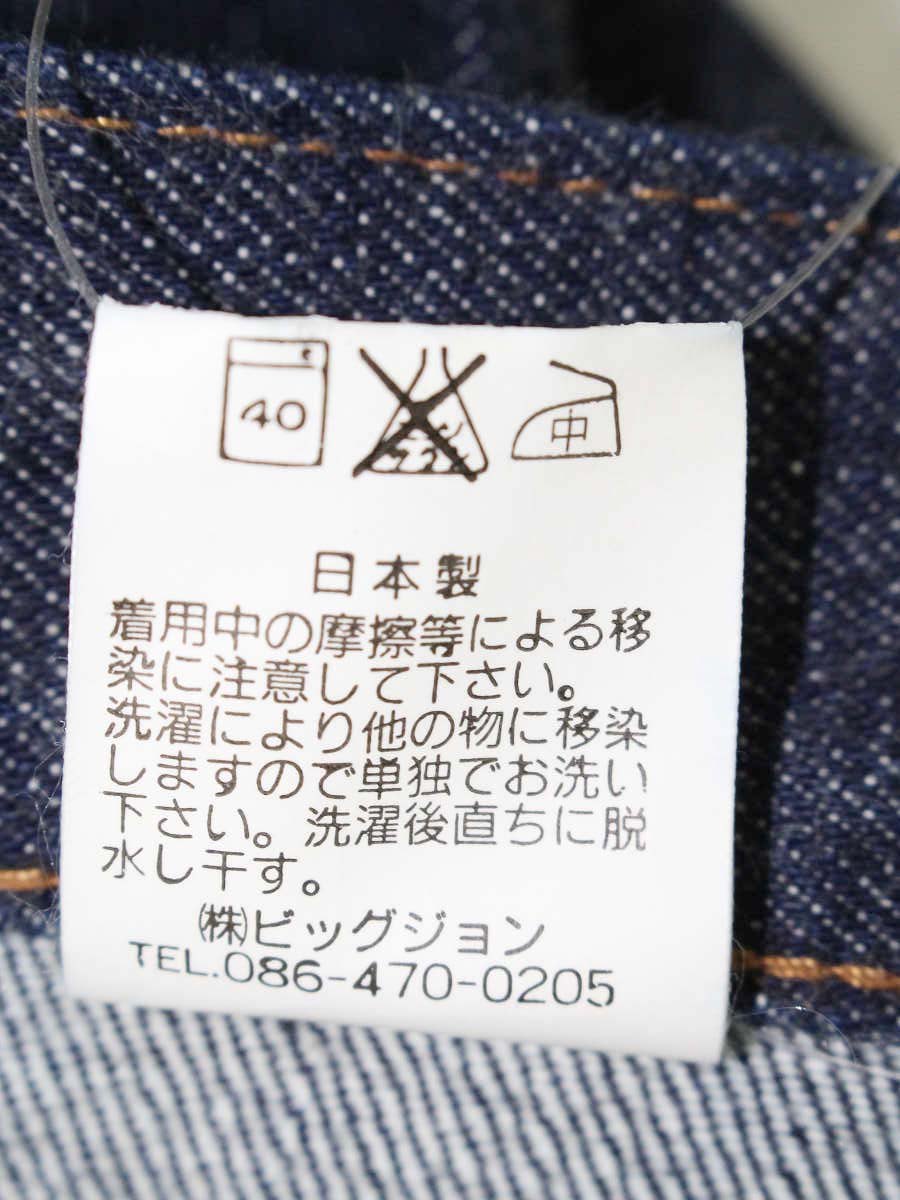 40
中
日本製
着用中の摩擦等による移
染に注意して下さい。
洗濯により他の物に移染
しますので単独でお洗い
下さい。洗濯後直ちに脱
水し干す。
㈱ビッグジョン
TEL.086-470-0205